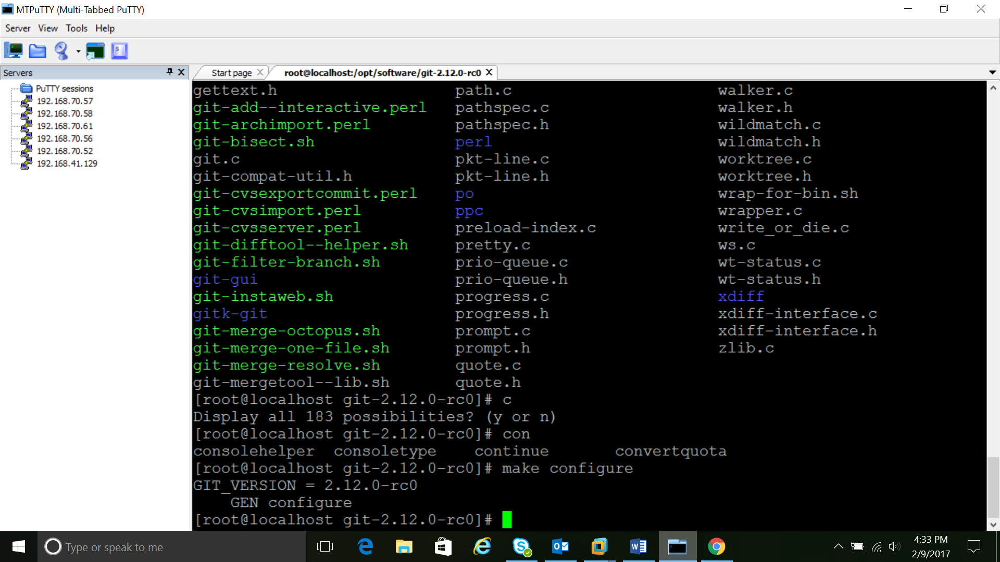 MTPuTTY (Multi-Tabbed PuTTY)
Server View Tools Help
Servers
PuTTY sessions
192.168.70.57
192.168.70.58
192.168.70.61
192.168.70.56
192.168.70.52
192.168.41.129
Start page root@localhost:/opt/software/git-2.12.0-rc0
gettext.h path.c walker.c
git-add--interactive.perl pathspec.c walker.h
git-archimport.perl pathspec.h wildmatch.c
git-bisect.sh perl wildmatch.h
git.c pkt-line.c worktree.c
git-compat-util.h pkt-line.h worktree.h
git-cvsexportcommit.perl po wrap-for-bin.sh
git-cvsimport.perl ppc wrapper.c
git-cvsserver.perl preload-index.c write_or_die.c
git-difftool--helper.sh pretty.c ws.c
git-filter-branch.sh prio-queue.c wt-status.c
git-gui prio-queue.h wt-status.h
git-instaweb.sh progress.c xdiff
gitk-git progress.h xdiff-interface.c
git-merge-octopus.sh prompt.c xdiff-interface.h
git-merge-one-file.sh prompt.h zlib.c
git-merge-resolve.sh quote.c
git-mergetool--lib.sh quote.h
[root@localhost git-2.12.0-rc0]# c
Display all 183 possibilities? (y or n)
[root@localhost git-2.12.0-rc0]# con
consolehelper consoletype continue convertquota
[root@localhost git-2.12.0-rc0]# make configure
GIT_VERSION = 2.12.0-rc0
GEN configure
[root@localhost git-2.12.0-rc0]#
Type or speak to me
4:33 PM
2/9/2017